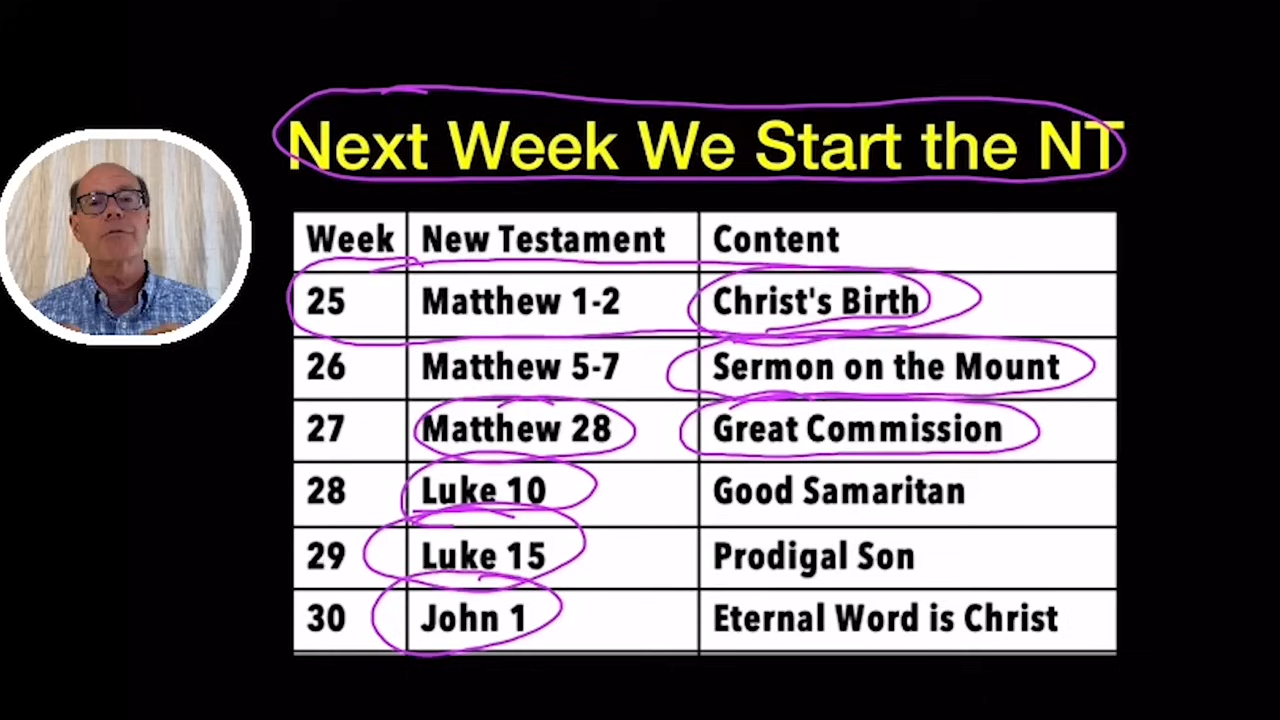 Next Week We Start the NT
Week New Testament Content
25 Matthew 1-2 Christ's Birth
26 Matthew 5-7 Sermon on the Mount
27 Matthew 28 Great Commission
28 Luke 10 Good Samaritan
29 Luke 15 Prodigal Son
30 John 1 Eternal Word is Christ